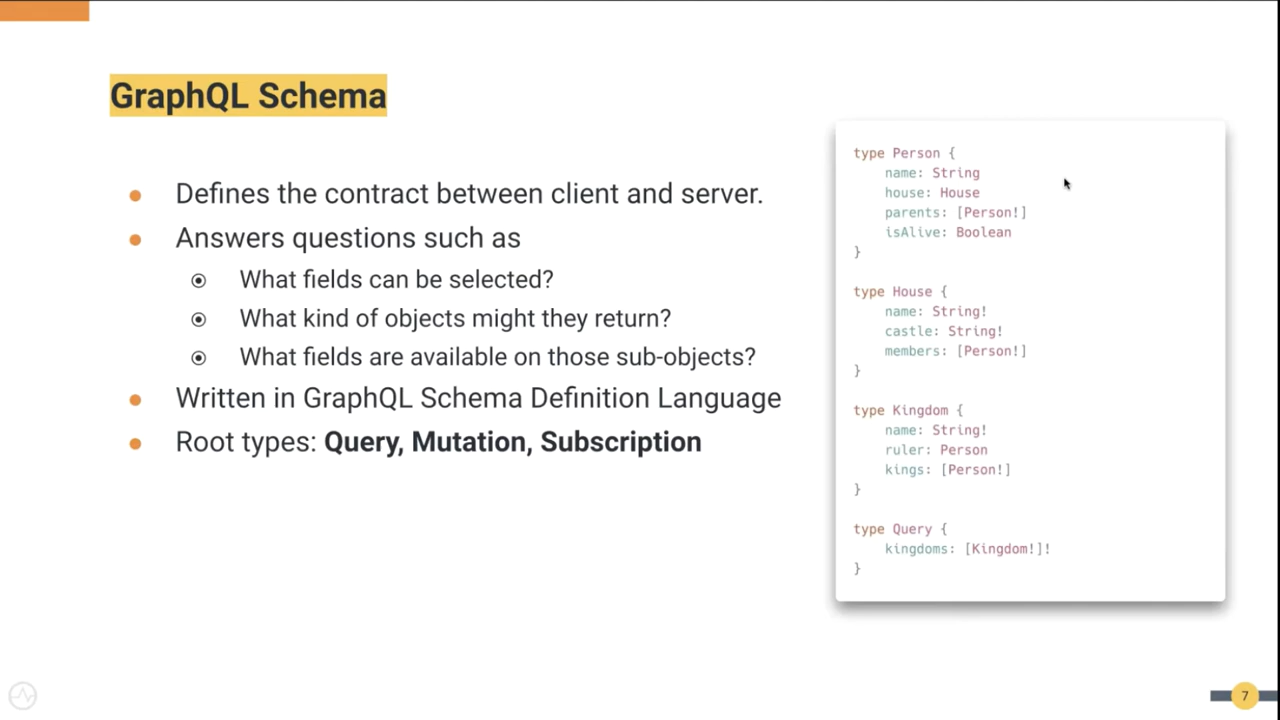 GraphQL Schema
Defines the contract between client and server.
Answers questions such as
What fields can be selected?
What kind of objects might they return?
What fields are available on those sub-objects?
Written in GraphQL Schema Definition Language
Root types: Query, Mutation, Subscription
type Person {
    name: String
    house: House
    parents: [Person!]
    isAlive: Boolean
}
type House {
    name: String!
    castle: String!
    members: [Person!]
}
type Kingdom {
    name: String!
    ruler: Person
    kings: [Person!]
}
type Query {
    kingdoms: [Kingdom!]!
}
7